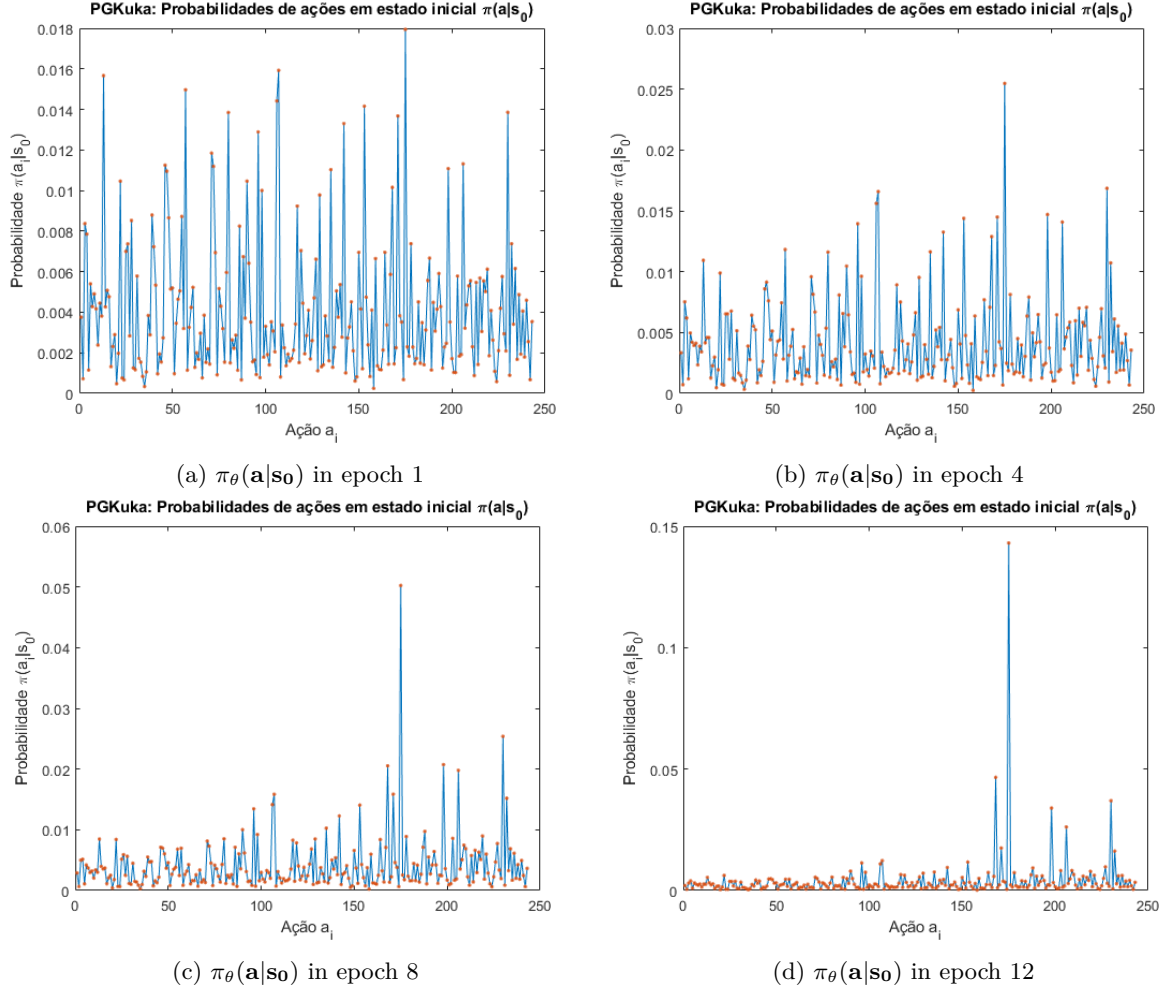 PGKuka: Probabilidades de ações em estado inicial π(a|s0)
0.018
0.016
0.014
0.012
0.01
0.008
0.006
0.004
0.002
0
Probabilidade π(ai|s0)
0 50 100 150 200 250
Ação ai
(a) πθ(a|s0) in epoch 1
PGKuka: Probabilidades de ações em estado inicial π(a|s0)
0.03
0.025
0.02
0.015
0.01
0.005
0
Probabilidade π(ai|s0)
0 50 100 150 200 250
Ação ai
(b) πθ(a|s0) in epoch 4
PGKuka: Probabilidades de ações em estado inicial π(a|s0)
0.06
0.05
0.04
0.03
0.02
0.01
0
Probabilidade π(ai|s0)
0 50 100 150 200 250
Ação ai
(c) πθ(a|s0) in epoch 8
PGKuka: Probabilidades de ações em estado inicial π(a|s0)
0.15
0.1
0.05
0
Probabilidade π(ai|s0)
0 50 100 150 200 250
Ação ai
(d) πθ(a|s0) in epoch 12